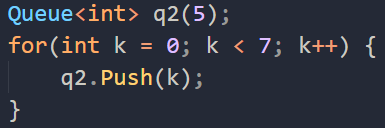 Queue<int> q2(5);
for(int k = 0; k < 7; k++) {
    q2.Push(k);
}